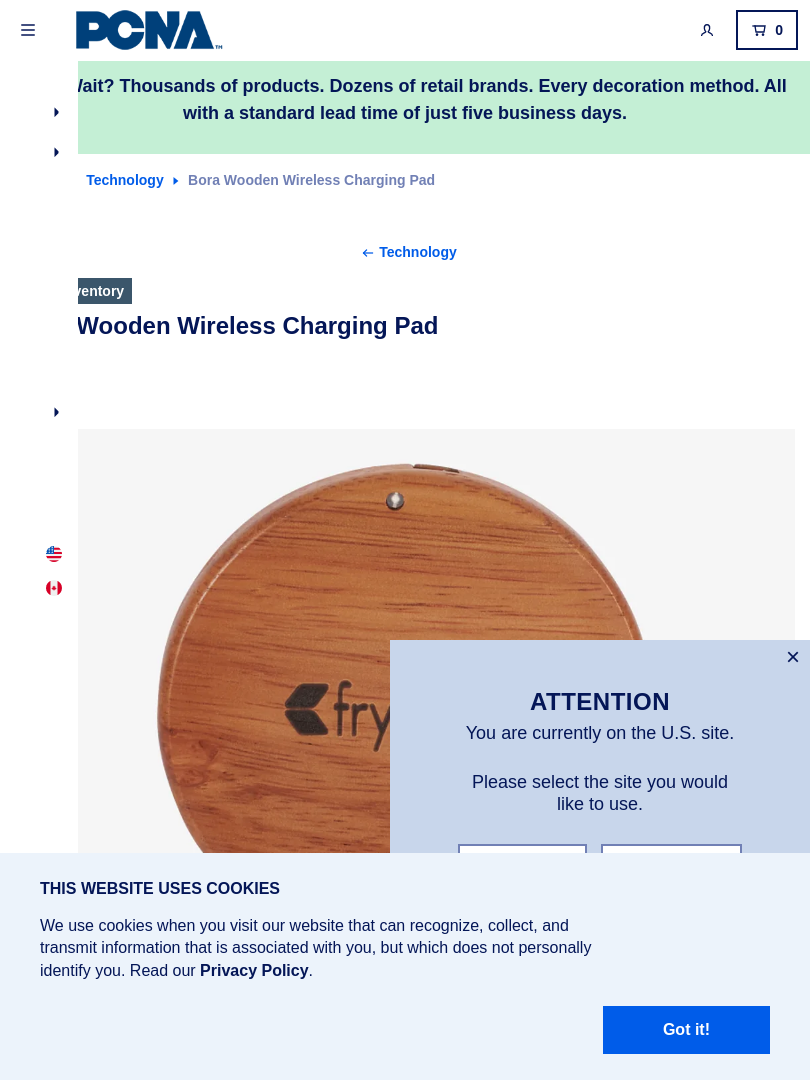 PCNA™
0
Wait? Thousands of products. Dozens of retail brands. Every decoration method. All
with a standard lead time of just five business days.
Technology
Bora Wooden Wireless Charging Pad
Technology
Wooden Wireless Charging Pad
fry
×
ATTENTION
You are currently on the U.S. site.
Please select the site you would
like to use.
THIS WEBSITE USES COOKIES
We use cookies when you visit our website that can recognize, collect, and
transmit information that is associated with you, but which does not personally
identify you. Read our Privacy Policy.
Got it!